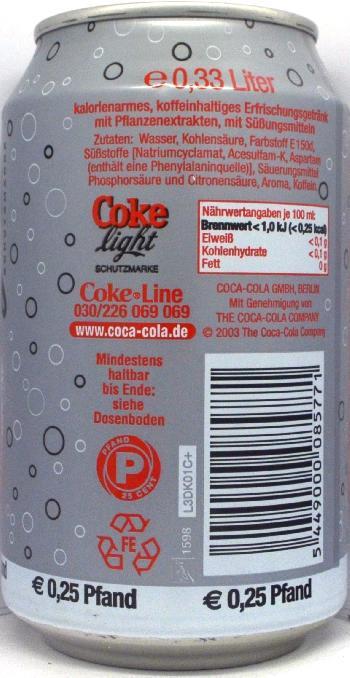 e 0,33 Liter
kalorienarmes, koffeinhaltiges Erfrischungsgetränk
mit Pflanzenextrakten, mit Süßungsmitteln
Zutaten: Wasser, Kohlensäure, Farbstoff E 150d,
Süßstoffe [Natriumcyclamat, Acesulfam-K, Aspartam
(enthält eine Phenylalaninquelle)], Säuerungsmittel
Phosphorsäure und Citronensäure, Aroma, Koffein.
Coke
light
SCHUTZMARKE
Nährwertangaben je 100 ml:
Brennwert < 1,0 kJ (< 0,25 kcal)
Eiweiß < 0,1 g
Kohlenhydrate < 0,1 g
Fett 0 g
Coke®Line
030/226 069 069
www.coca-cola.de
COCA-COLA GMBH, BERLIN
Mit Genehmigung von
THE COCA-COLA COMPANY
© 2003 The Coca-Cola Company
Mindestens
haltbar
bis Ende:
siehe
Dosenboden
PFAND
P
25 CENT
FE
L3DK01C+
1598
5 449000 085771
€ 0,25 Pfand
€ 0,25 Pfand